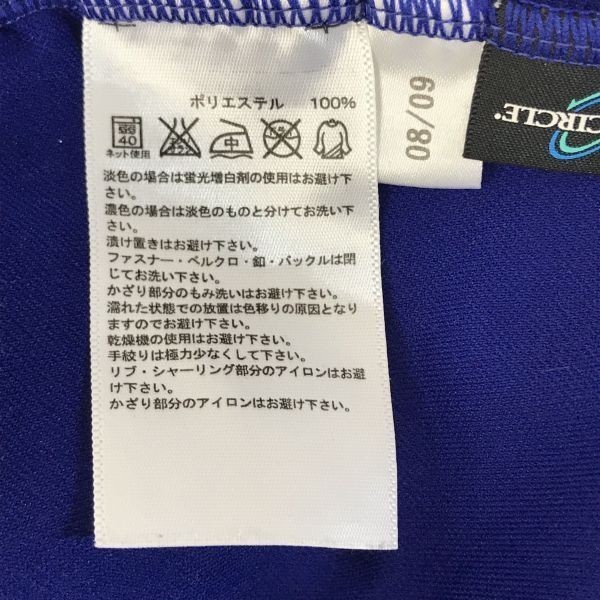 ポリエステル 100%
弱
40
ネット使用
中
淡色の場合は蛍光増白剤の使用はお避け下
さい。
濃色の場合は淡色のものと分けてお洗い下
さい。
漬け置きはお避け下さい。
ファスナー・ベルクロ・釦・バックルは閉
じてお洗い下さい。
かざり部分のもみ洗いはお避け下さい。
濡れた状態での放置は色移りの原因となり
ますのでお避け下さい。
乾燥機の使用はお避け下さい。
手絞りは極力少なくして下さい。
リブ・シャーリング部分のアイロンはお避
け下さい。
かざり部分のアイロンはお避け下さい。
08/09
CIRCLE